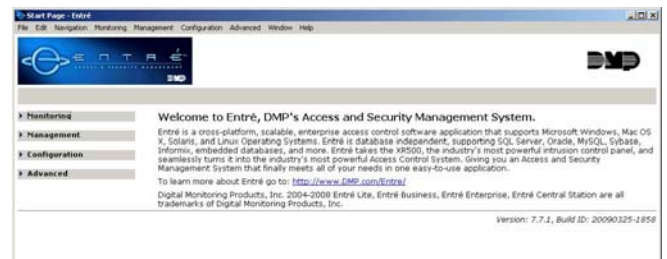 Start Page - Entré
File Edit Navigation Monitoring Management Configuration Advanced Window Help
ENTRÉ
ACCESS & SECURITY MANAGEMENT
DMP
DMP
Monitoring
Management
Configuration
Advanced
Welcome to Entré, DMP's Access and Security Management System.
Entré is a cross-platform, scalable, enterprise access control software application that supports Microsoft Windows, Mac OS
X, Solaris, and Linux Operating Systems. Entré is database independent, supporting SQL Server, Oracle, MySQL, Sybase,
Informix, embedded databases, and more. Entré takes the XR500, the industry's most powerful intrusion control panel, and
seamlessly turns it into the industry's most powerful Access Control System. Giving you an Access and Security
Management System that finally meets all of your needs in one easy-to-use application.
To learn more about Entré go to: http://www.DMP.com/Entre/
Digital Monitoring Products, Inc. 2004-2008 Entré Lite, Entré Business, Entré Enterprise, Entré Central Station are all
trademarks of Digital Monitoring Products, Inc.
Version: 7.7.1, Build ID: 20090325-1858